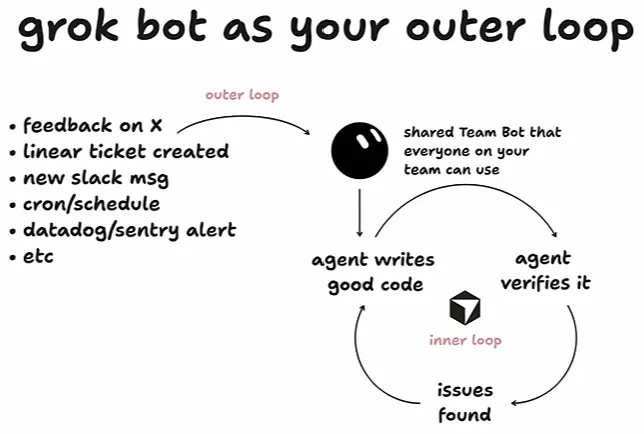 grok bot as your outer loop
outer loop
• feedback on X
• linear ticket created
• new slack msg
• cron/schedule
• datadog/sentry alert
• etc
shared Team Bot that
everyone on your
team can use
agent writes
good code
agent
verifies it
inner loop
issues
found